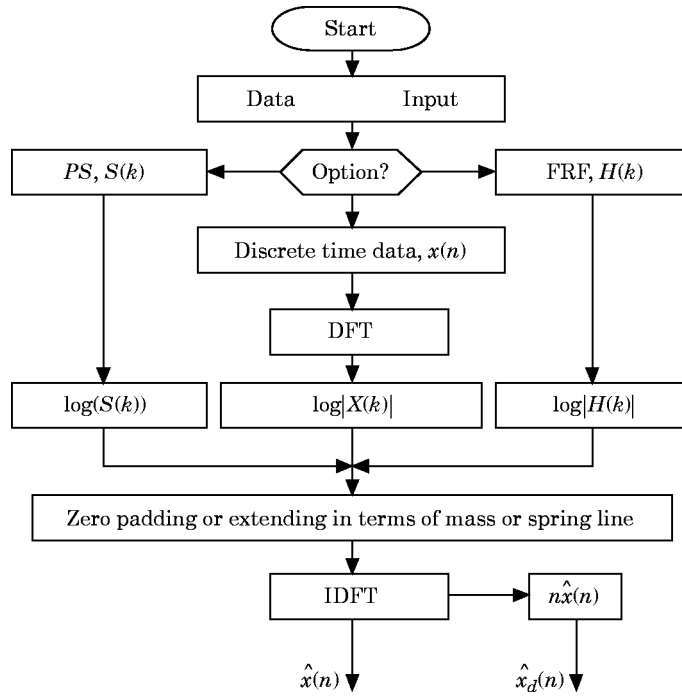 Start
Data Input
PS, S(k)
Option?
FRF, H(k)
Discrete time data, x(n)
DFT
log(S(k))
log|X(k)|
log|H(k)|
Zero padding or extending in terms of mass or spring line
IDFT
nx̂(n)
x̂(n)
x̂_d(n)